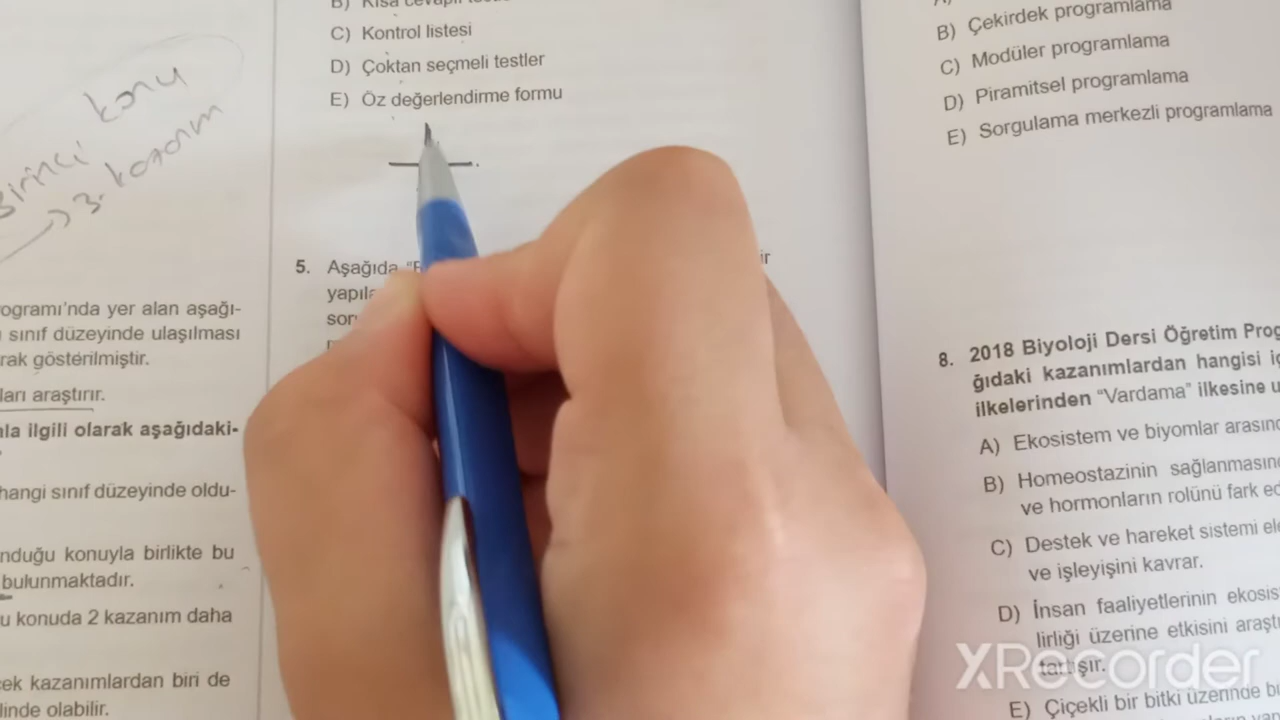 Birinci konu
3. kazanım
ogramı'nda yer alan aşağı-
sınıf düzeyinde ulaşılması
rak gösterilmiştir.
ları araştırır.
la ilgili olarak aşağıdaki-
hangi sınıf düzeyinde oldu-
nduğu konuyla birlikte bu
bulunmaktadır.
u konuda 2 kazanım daha
ek kazanımlardan biri de
linde olabilir.
B) Kısa cevaplı
C) Kontrol listesi
D) Çoktan seçmeli testler
E) Öz değerlendirme formu
5. Aşağıda
yapıla
sor
B) Çekirdek programlama
C) Modüler programlama
D) Piramitsel programlama
E) Sorgulama merkezli programlama
8. 2018 Biyoloji Dersi Öğretim Prog
ğıdaki kazanımlardan hangisi iç
ilkelerinden “Vardama” ilkesine u
A) Ekosistem ve biyomlar arasınd
B) Homeostazinin sağlanmasınd
ve hormonların rolünü fark ed
C) Destek ve hareket sistemi ele
ve işleyişini kavrar.
D) İnsan faaliyetlerinin ekosis
lirliği üzerine etkisini araştı
tartışır.
E) Çiçekli bir bitki üzerinde bu
XRecorder